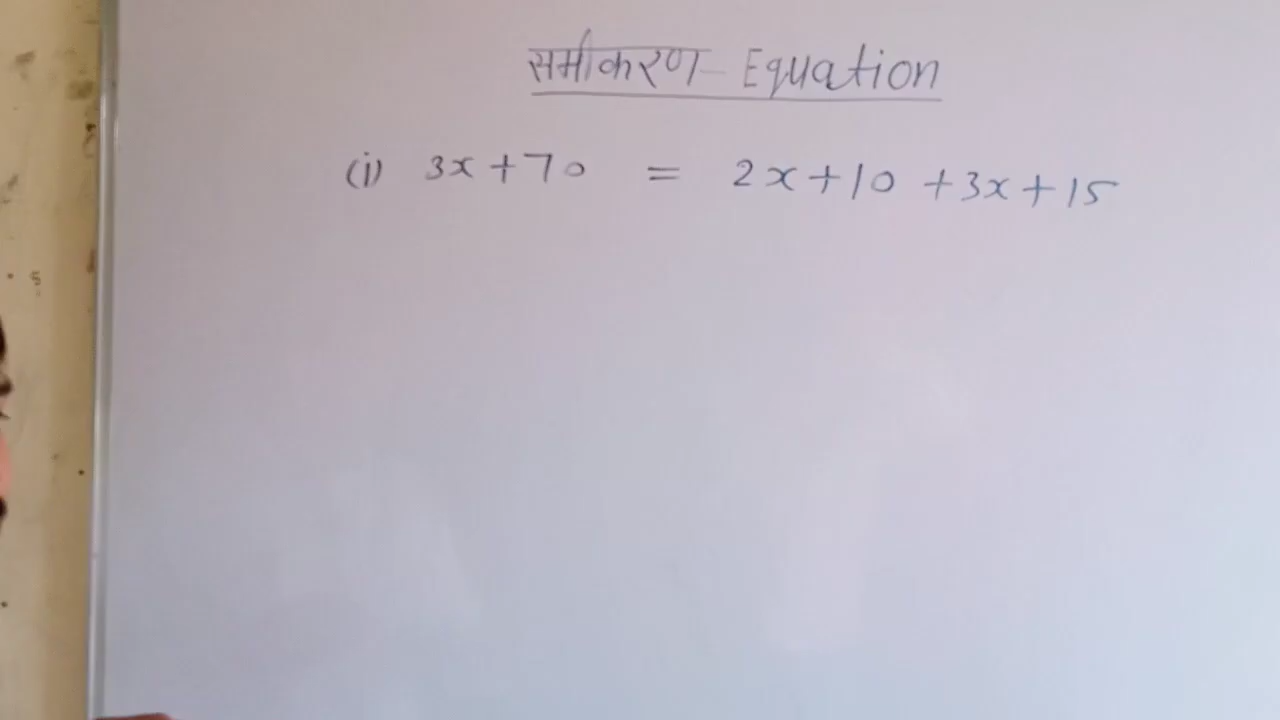 समीकरण - Equation
(i) 3x + 70 = 2x + 10 + 3x + 15